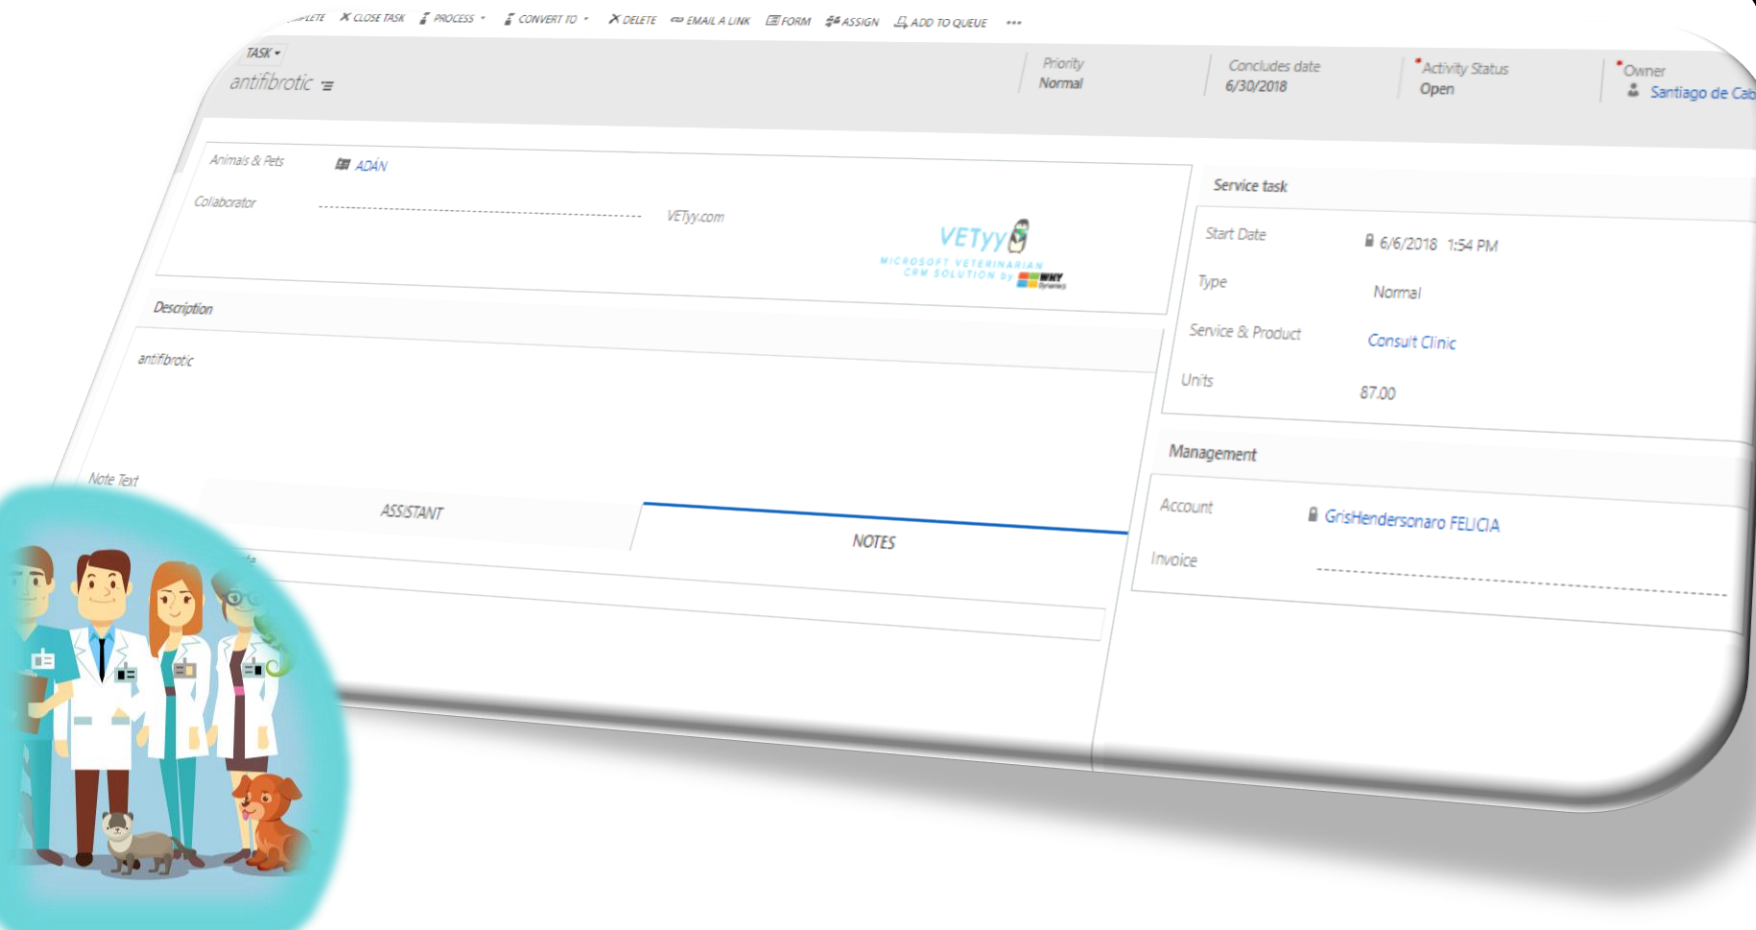 CLOSE TASK PROCESS CONVERT TO DELETE EMAIL A LINK FORM ASSIGN ADD TO QUEUE •••
TASK
antifibrotic
Priority
Normal
Concludes date
6/30/2018
*Activity Status
Open
*Owner
Santiago de Cab
Animals & Pets ADÁN
Collaborator VETyy.com
VETyy
MICROSOFT VETERINARIAN
CRM SOLUTION by WHY
Dynamics
Description
antifibrotic
Note Text
ASSISTANT NOTES
Service task
Start Date 6/6/2018 1:54 PM
Type Normal
Service & Product Consult Clinic
Units 87.00
Management
Account GrisHendersonaro FELICIA
Invoice